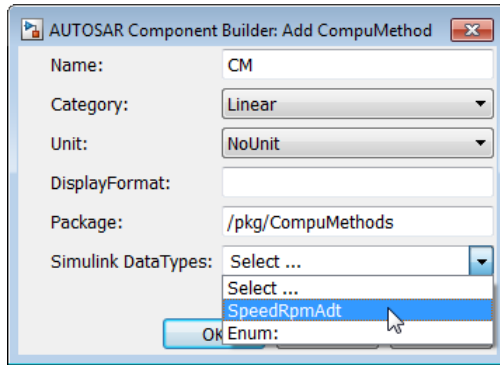 AUTOSAR Component Builder: Add CompuMethod
Name: CM
Category: Linear
Unit: NoUnit
DisplayFormat:
Package: /pkg/CompuMethods
Simulink DataTypes: Select ...
Select ...
SpeedRpmAdt
Enum: